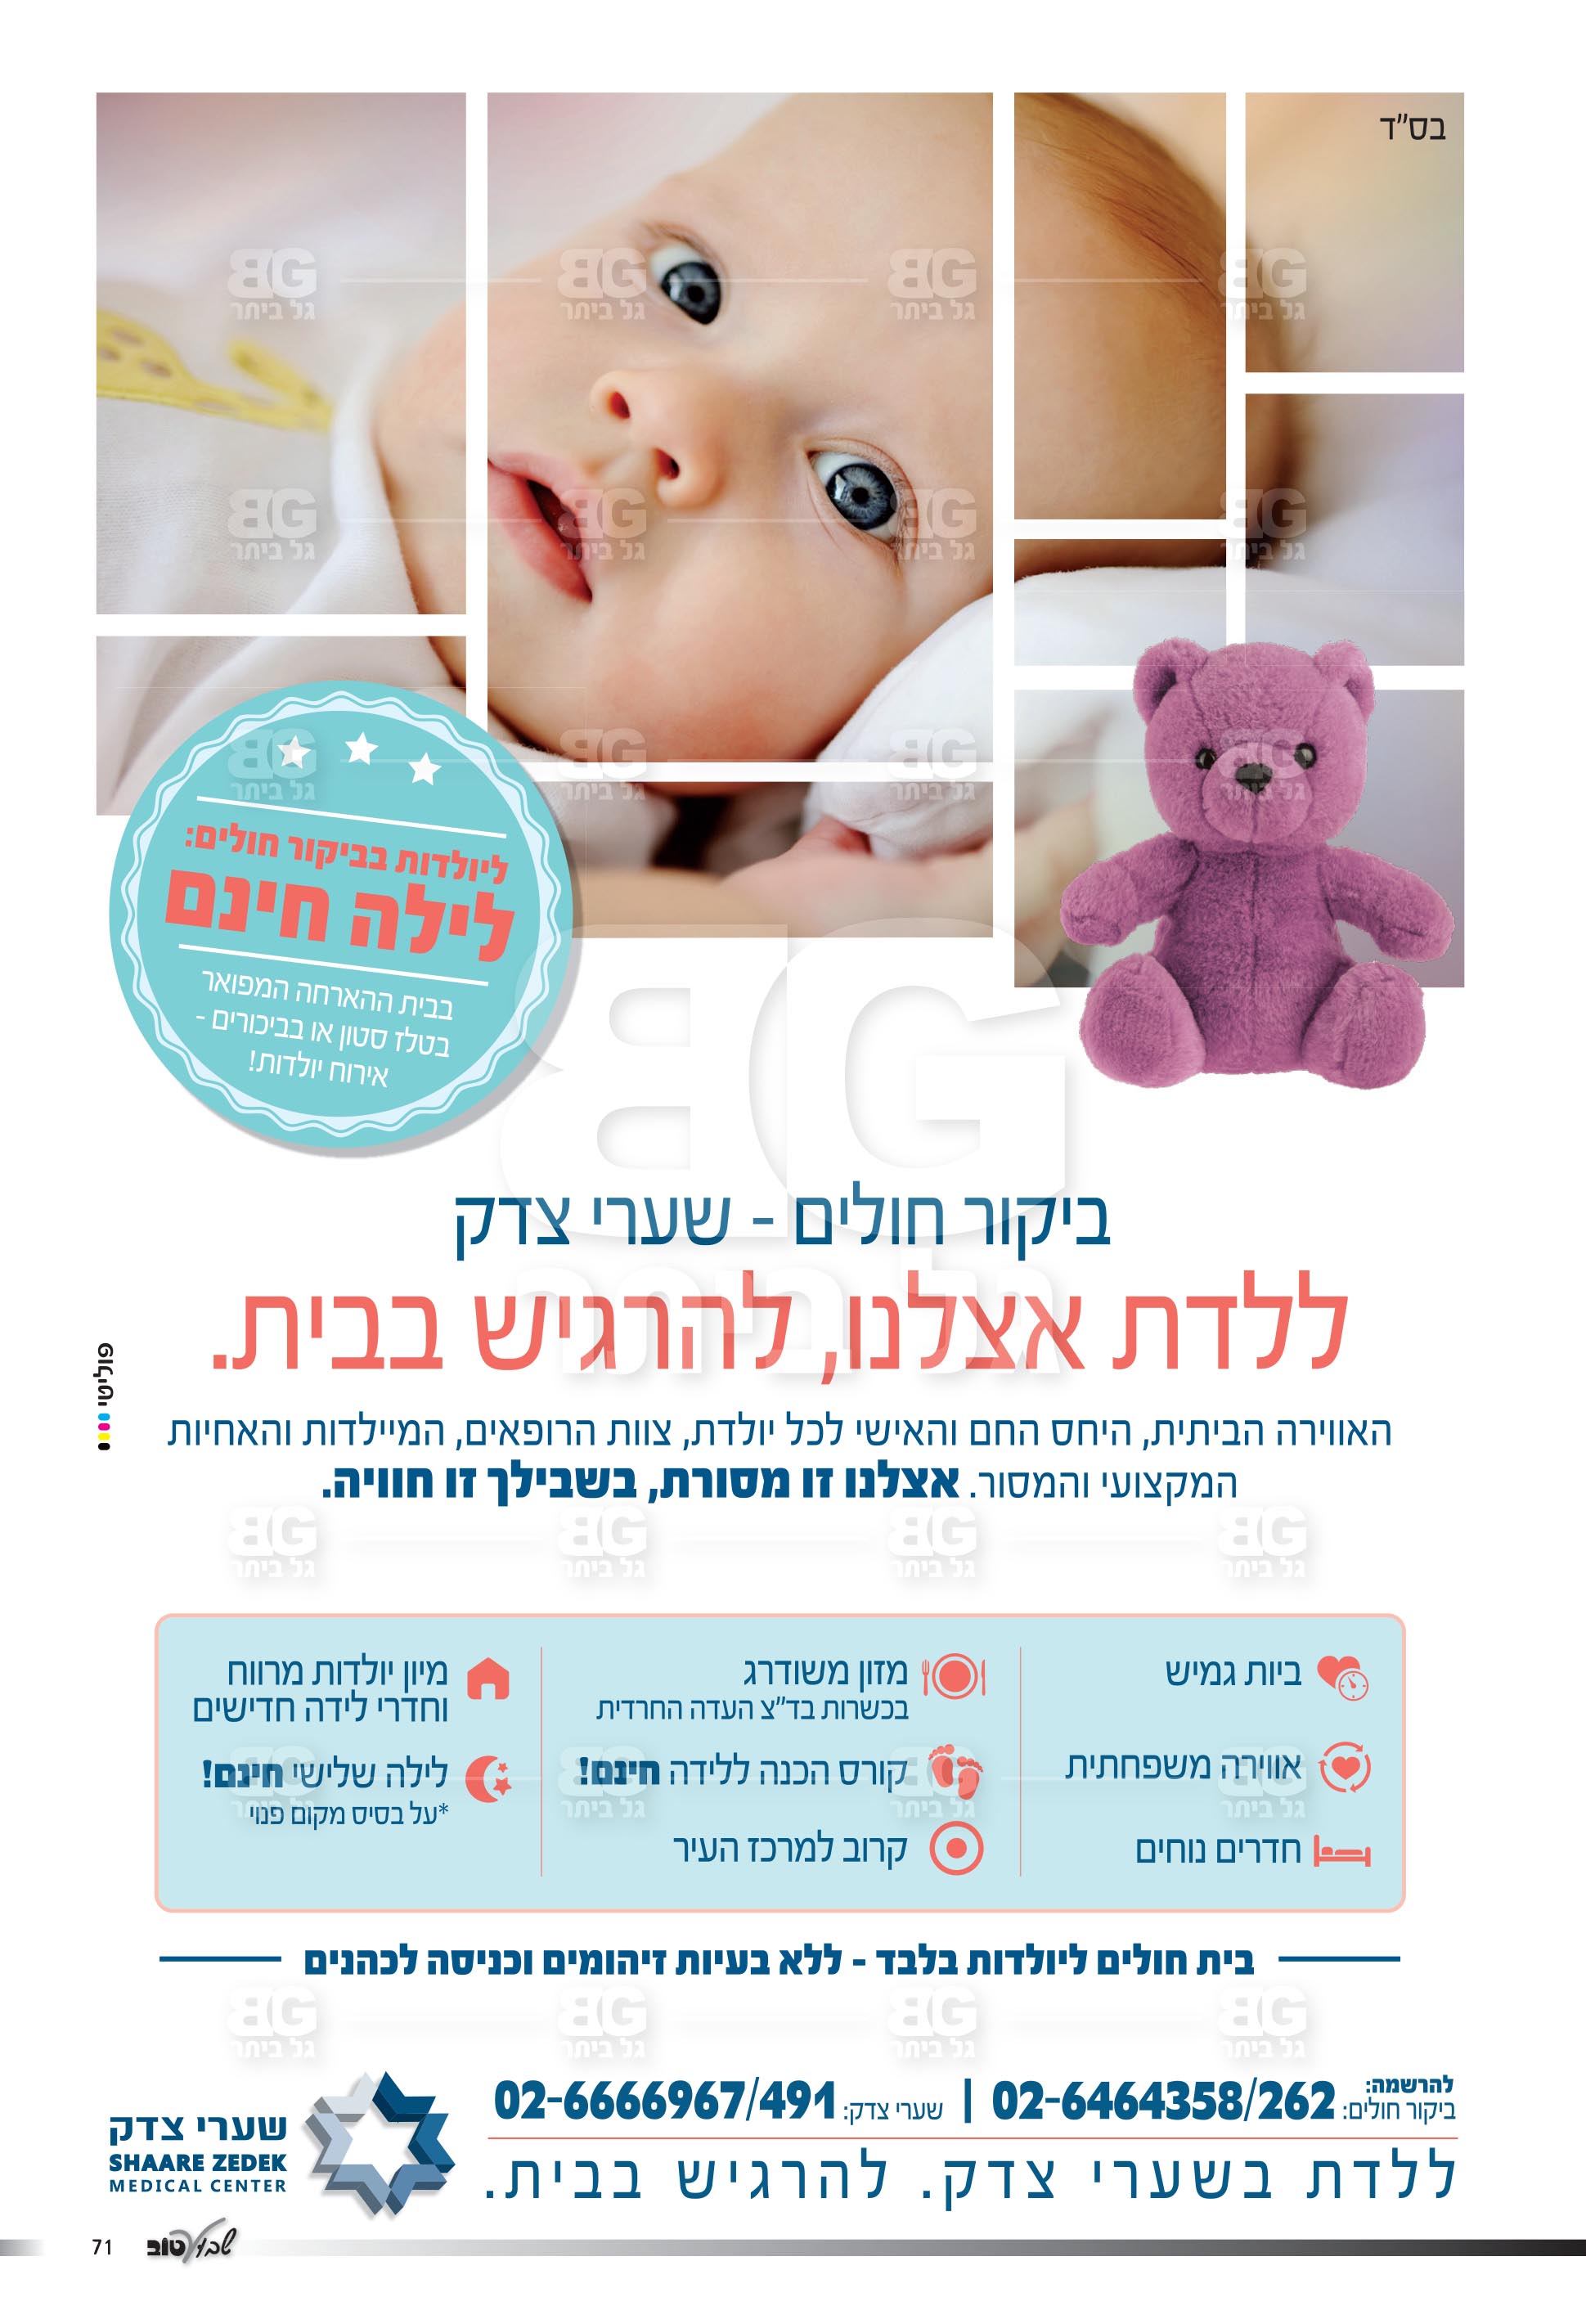 בס"ד
ליולדות בביקור חולים:
לילה חינם
בבית ההארחה המפואר
בטלז סטון או בביכורים -
אירוח יולדות!
ביקור חולים - שערי צדק
ללדת אצלנו, להרגיש בבית.
האווירה הביתית, היחס החם והאישי לכל יולדת, צוות הרופאים, המיילדות והאחיות
המקצועי והמסור. אצלנו זו מסורת, בשבילך זו חוויה.
פוליטי
ביות גמיש
אווירה משפחתית
חדרים נוחים
מזון משודרג
בכשרות בד"צ העדה החרדית
קורס הכנה ללידה חינם!
קרוב למרכז העיר
מיון יולדות מרווח
וחדרי לידה חדישים
לילה שלישי חינם!
*על בסיס מקום פנוי
בית חולים ליולדות בלבד - ללא בעיות זיהומים וכניסה לכהנים
להרשמה:
ביקור חולים: 02-6464358/262 | שערי צדק: 02-6666967/491
ללדת בשערי צדק. להרגיש בבית.
שערי צדק
SHAARE ZEDEK
MEDICAL CENTER
שבוע טוב
71
BG
גל ביתר